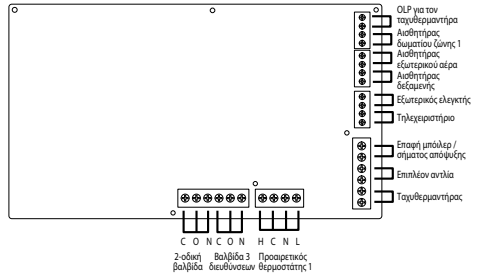 OLP για τον
ταχυθερμαντήρα
Αισθητήρας
δωματίου ζώνης 1
Αισθητήρας
εξωτερικού αέρα
Αισθητήρας
δεξαμενής
Εξωτερικός ελεγκτής
Τηλεχειριστήριο
Επαφή μπόιλερ /
σήματος απόψυξης
Επιπλέον αντλία
Ταχυθερμαντήρας
C O N C O N H C N L
2-οδική Βαλβίδα 3 Προαιρετικός
βαλβίδα διευθύνσεων θερμοστάτης 1